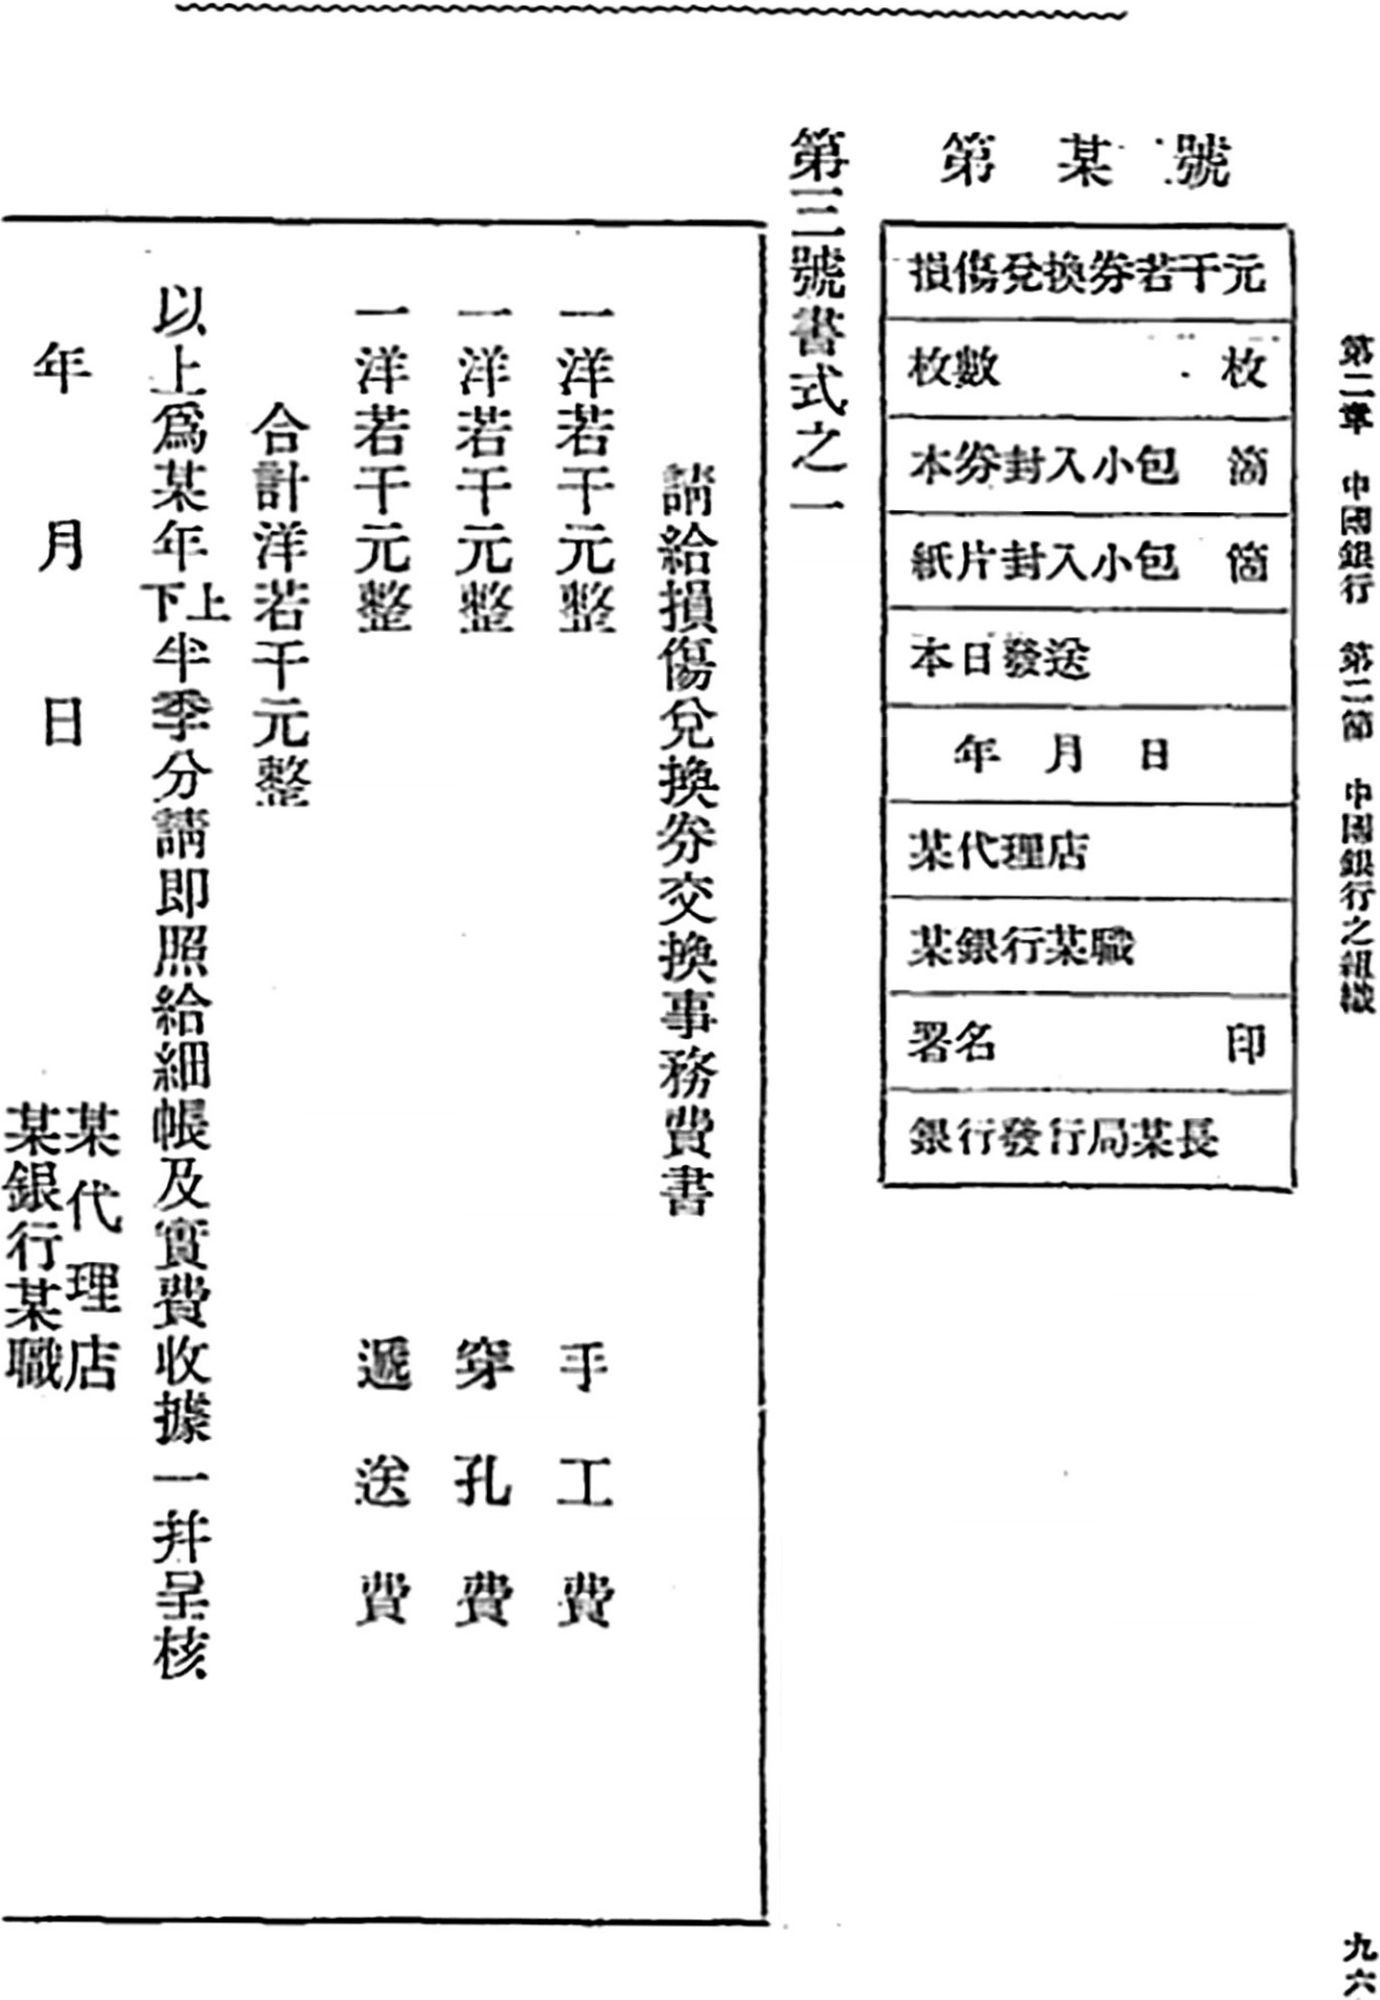 第二章　中國銀行　第二節　中國銀行之組織
九六
第某號
損傷兌換券若干元
枚數　枚
本券封入小包　箇
紙片封入小包　箇
本日發送
年　月　日
某代理店
某銀行某職
署名　印
銀行發行局某長
第三號書式之一
請給損傷兌換券交換事務費書
一洋若干元整　手工費
一洋若干元整　穿孔費
一洋若干元整　遞送費
合計洋若干元整
以上爲某年上下半季分請即照給細帳及實費收據一幷呈核
年　月　日
某代理店
某銀行某職